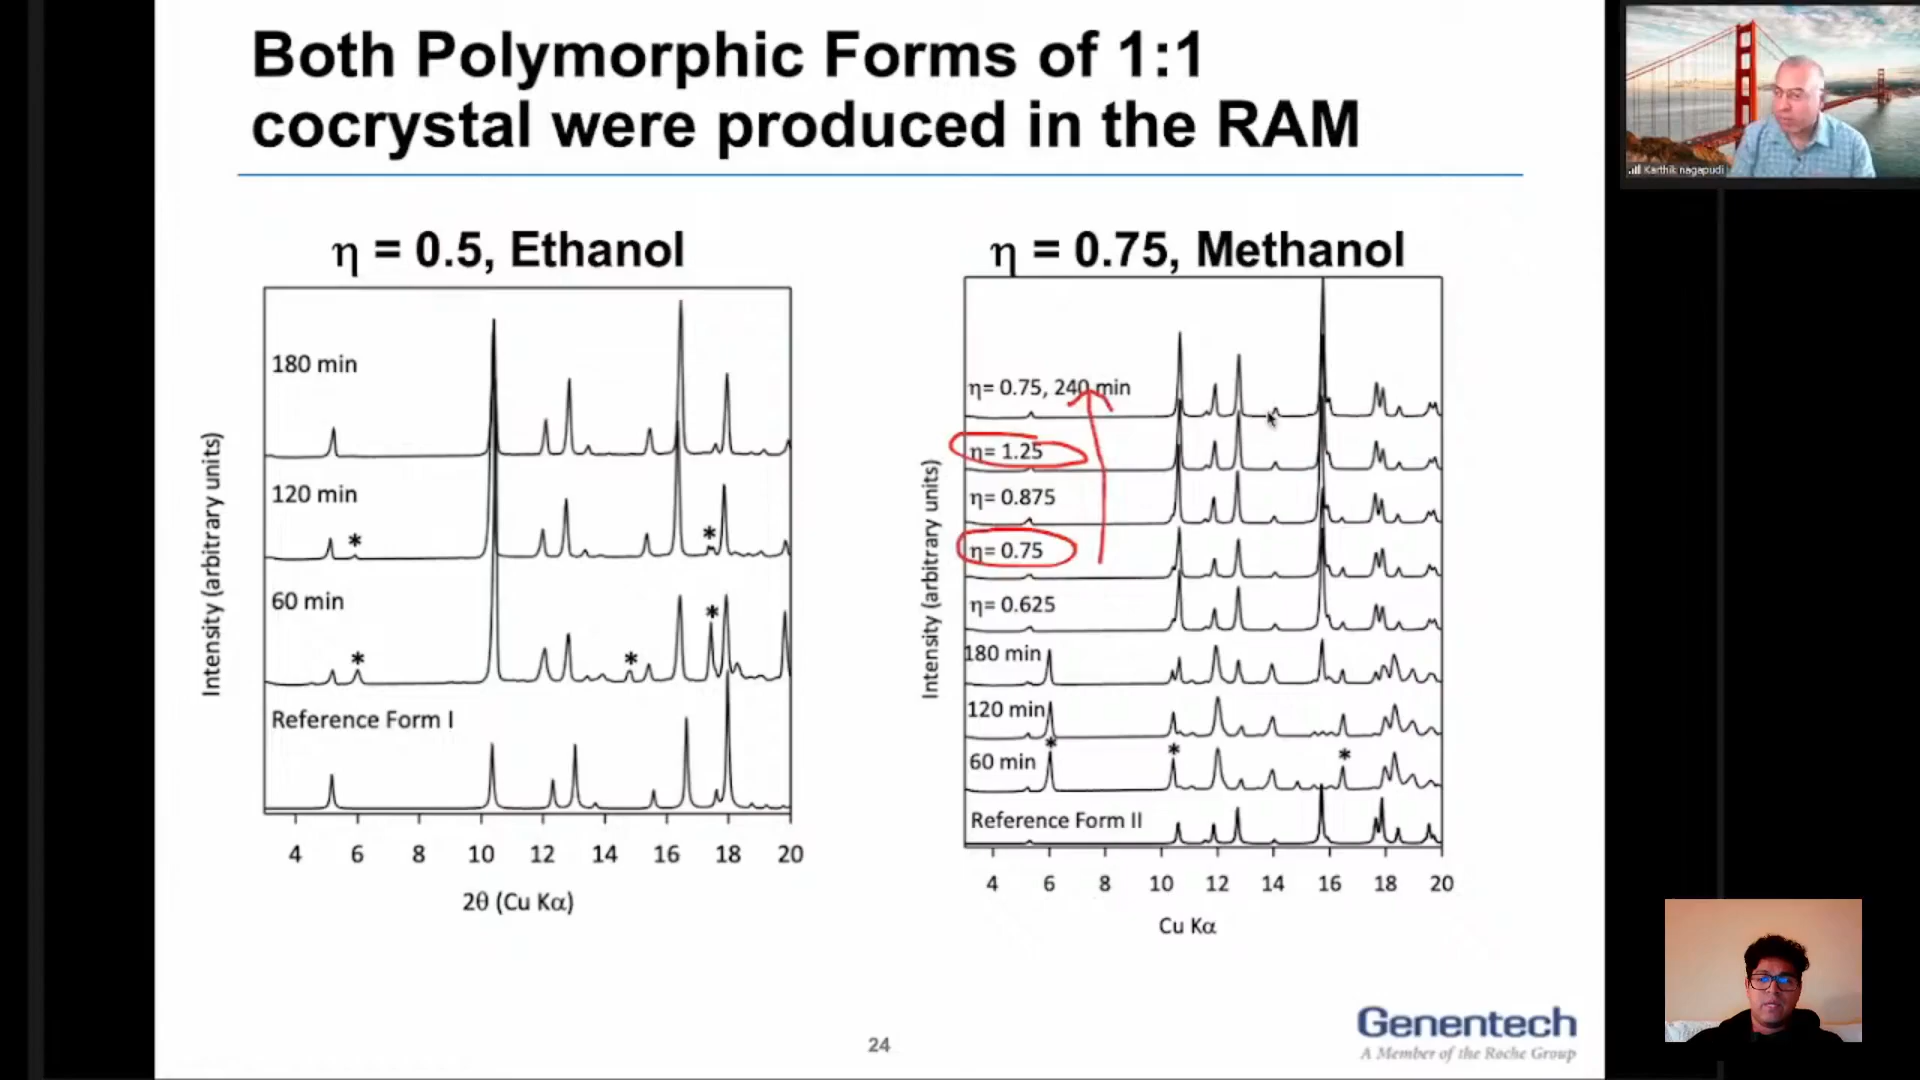 Both Polymorphic Forms of 1:1
cocrystal were produced in the RAM
Karthik nagapudi
η = 0.5, Ethanol
180 min
120 min
*
*
60 min
*
*
*
Reference Form I
Intensity (arbitrary units)
4 6 8 10 12 14 16 18 20
2θ (Cu Kα)
η = 0.75, Methanol
η= 0.75, 240 min
η= 1.25
η= 0.875
η= 0.75
η= 0.625
180 min
120 min
60 min
*
*
*
Reference Form II
Intensity (arbitrary units)
4 6 8 10 12 14 16 18 20
Cu Kα
24
Genentech
A Member of the Roche Group